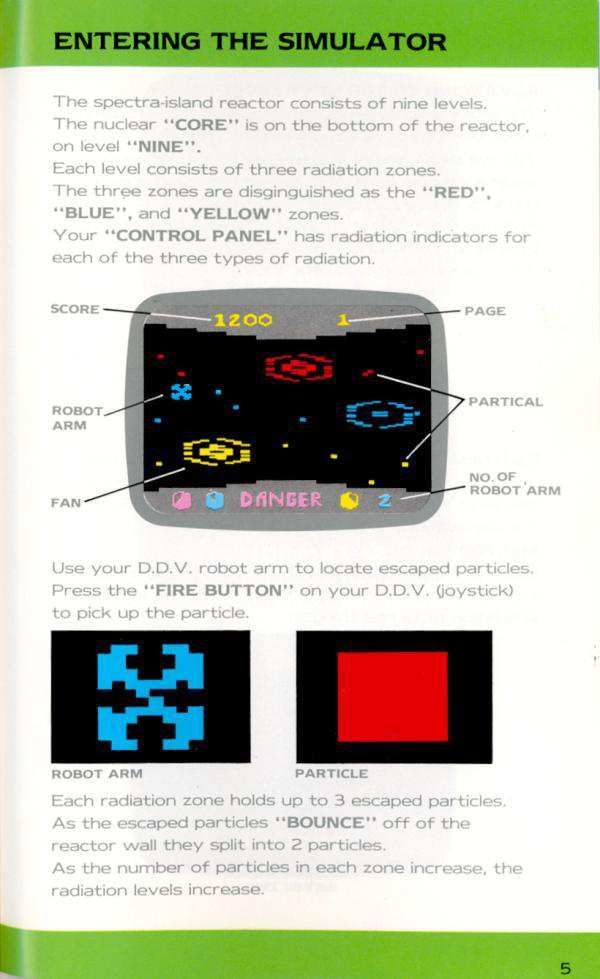 ENTERING THE SIMULATOR
The spectra-island reactor consists of nine levels.
The nuclear "CORE" is on the bottom of the reactor,
on level "NINE".
Each level consists of three radiation zones.
The three zones are disginguished as the "RED",
"BLUE", and "YELLOW" zones.
Your "CONTROL PANEL" has radiation indicators for
each of the three types of radiation.
SCORE
1200
1
PAGE
ROBOT
ARM
PARTICAL
FAN
DANGER
2
NO. OF
ROBOT ARM
Use your D.D.V. robot arm to locate escaped particles.
Press the "FIRE BUTTON" on your D.D.V. (joystick)
to pick up the particle.
ROBOT ARM
PARTICLE
Each radiation zone holds up to 3 escaped particles.
As the escaped particles "BOUNCE" off of the
reactor wall they split into 2 particles.
As the number of particles in each zone increase, the
radiation levels increase.
5